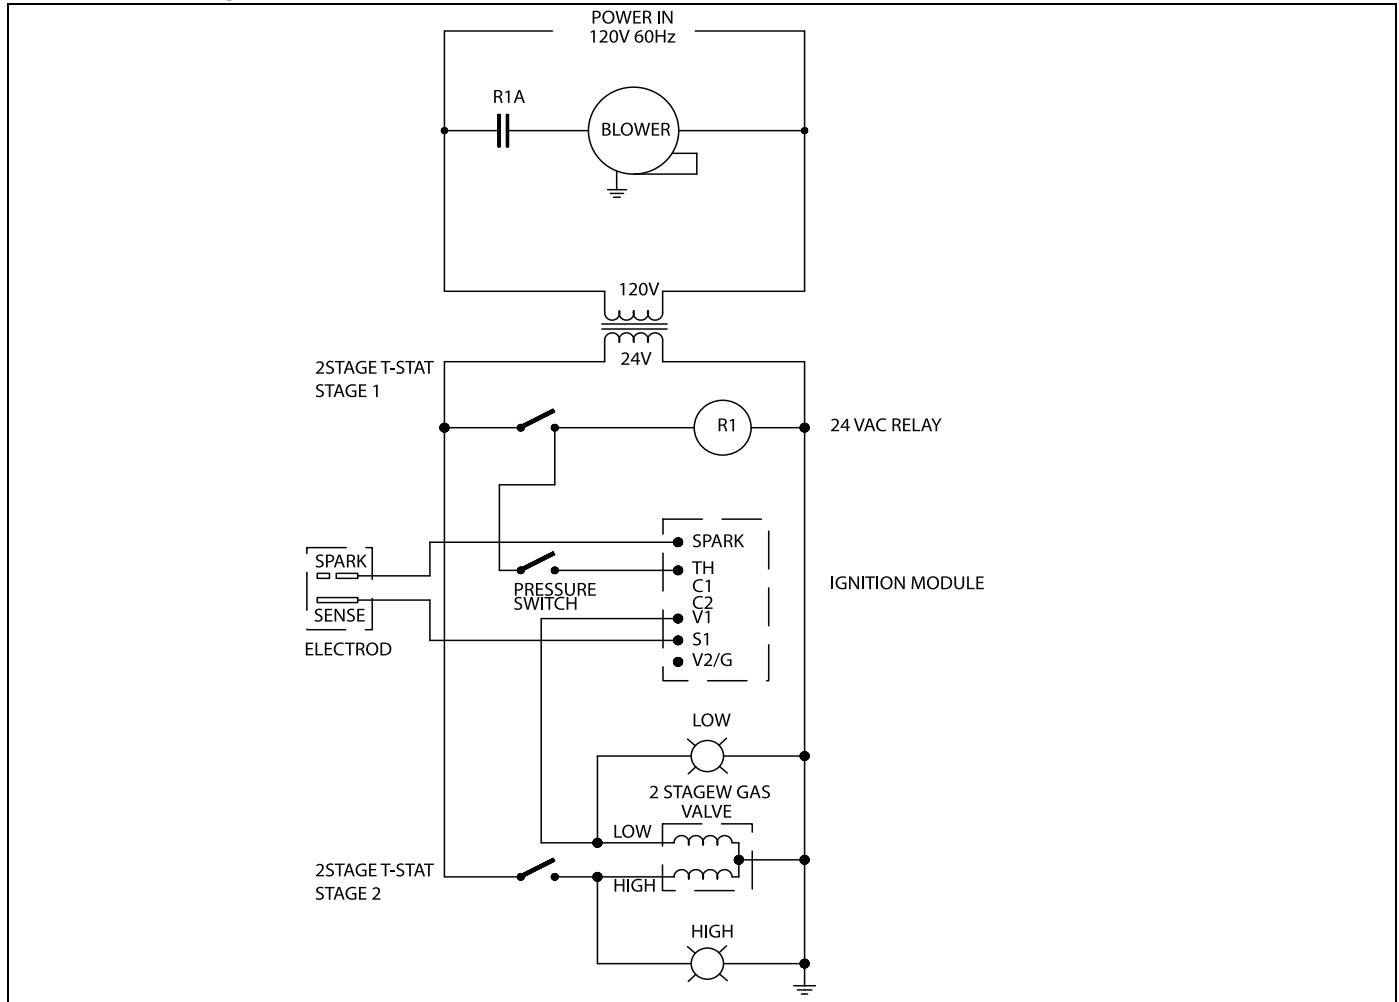 POWER IN
120V 60Hz
R1A
BLOWER
120V
24V
2STAGE T-STAT
STAGE 1
R1
24 VAC RELAY
SPARK
TH
C1
C2
V1
S1
V2/G
IGNITION MODULE
SPARK
SENSE
ELECTROD
PRESSURE
SWITCH
LOW
2 STAGEW GAS
VALVE
LOW
HIGH
2STAGE T-STAT
STAGE 2
HIGH